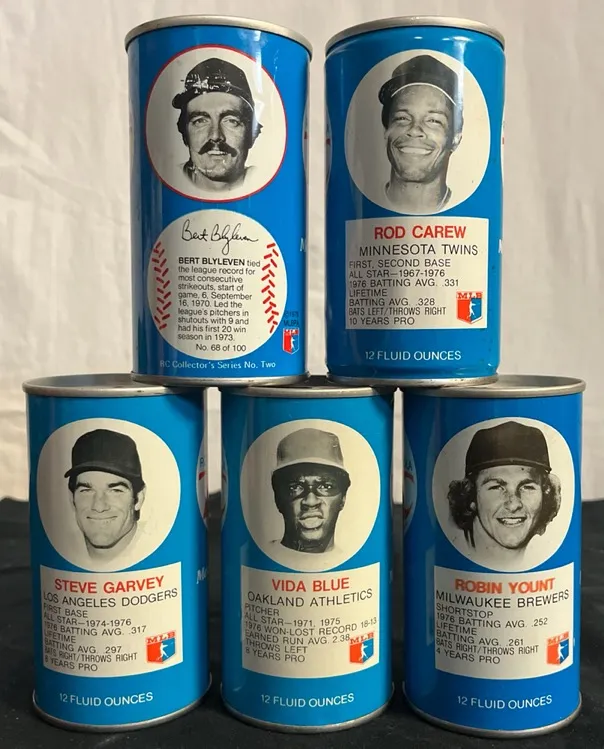 Bert Blyleven
BERT BLYLEVEN tied
the league record for
most consecutive
strikeouts, start of
game, 6, September
16, 1970. Led the
league's pitchers in
shutouts with 9 and
had his first 20 win
season in 1973.
No. 68 of 100
MLB
RC Collector's Series No. Two
ROD CAREW
MINNESOTA TWINS
FIRST, SECOND BASE
ALL STAR—1967-1976
1976 BATTING AVG. .331
LIFETIME
BATTING AVG. .328
BATS LEFT/THROWS RIGHT
10 YEARS PRO
MLB
12 FLUID OUNCES
STEVE GARVEY
LOS ANGELES DODGERS
FIRST BASE
ALL STAR—1974-1976
1976 BATTING AVG. .317
LIFETIME
BATTING AVG. .297
BATS RIGHT/THROWS RIGHT
8 YEARS PRO
MLB
12 FLUID OUNCES
VIDA BLUE
OAKLAND ATHLETICS
PITCHER
ALL STAR—1971, 1975
1976 WON-LOST RECORD 18-13
EARNED RUN AVG. 2.38
THROWS LEFT
8 YEARS PRO
MLB
12 FLUID OUNCES
ROBIN YOUNT
MILWAUKEE BREWERS
SHORTSTOP
1976 BATTING AVG. .252
LIFETIME
BATTING AVG. .261
BATS RIGHT/THROWS RIGHT
4 YEARS PRO
MLB
12 FLUID OUNCES